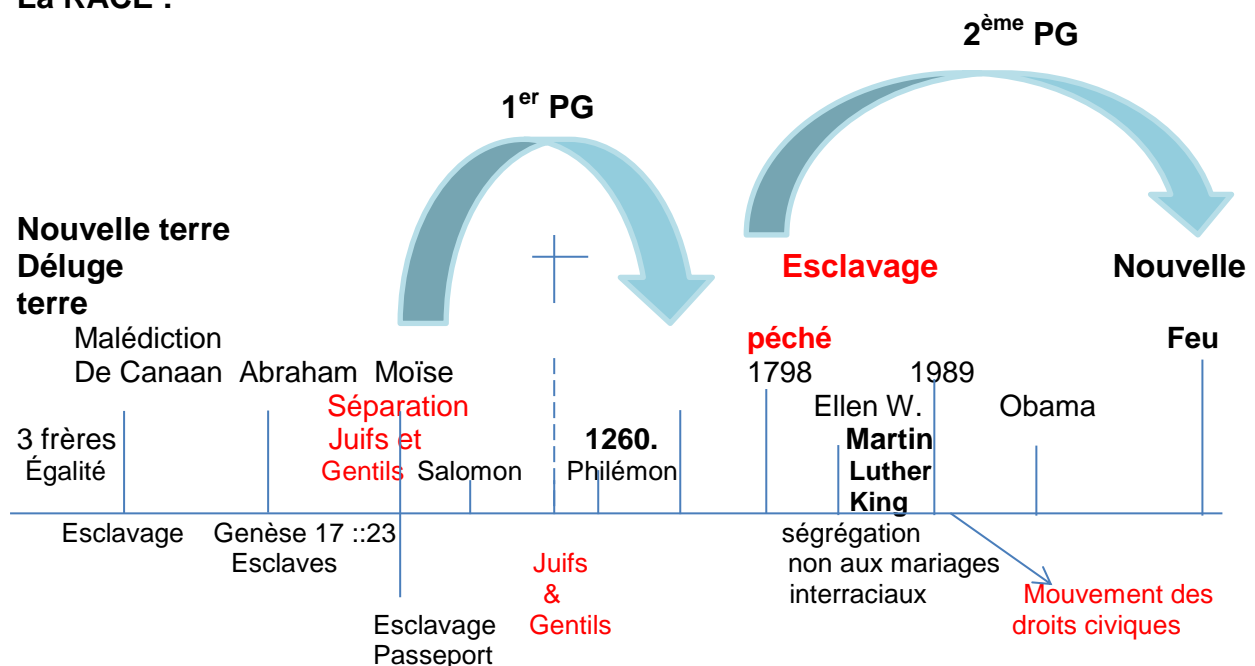 La RACE :
2ème PG
1er PG
Nouvelle terre
Déluge
terre
Esclavage
Nouvelle
Malédiction
De Canaan
Abraham
Moïse
péché
Feu
1798
1989
Séparation
Juifs et
Gentils
Ellen W.
Obama
3 frères
Égalité
Salomon
1260.
Philémon
Martin
Luther
King
Esclavage
Genèse 17 ::23
Esclaves
ségrégation
non aux mariages
interraciaux
Juifs
&
Gentils
Mouvement des
droits civiques
Esclavage
Passeport